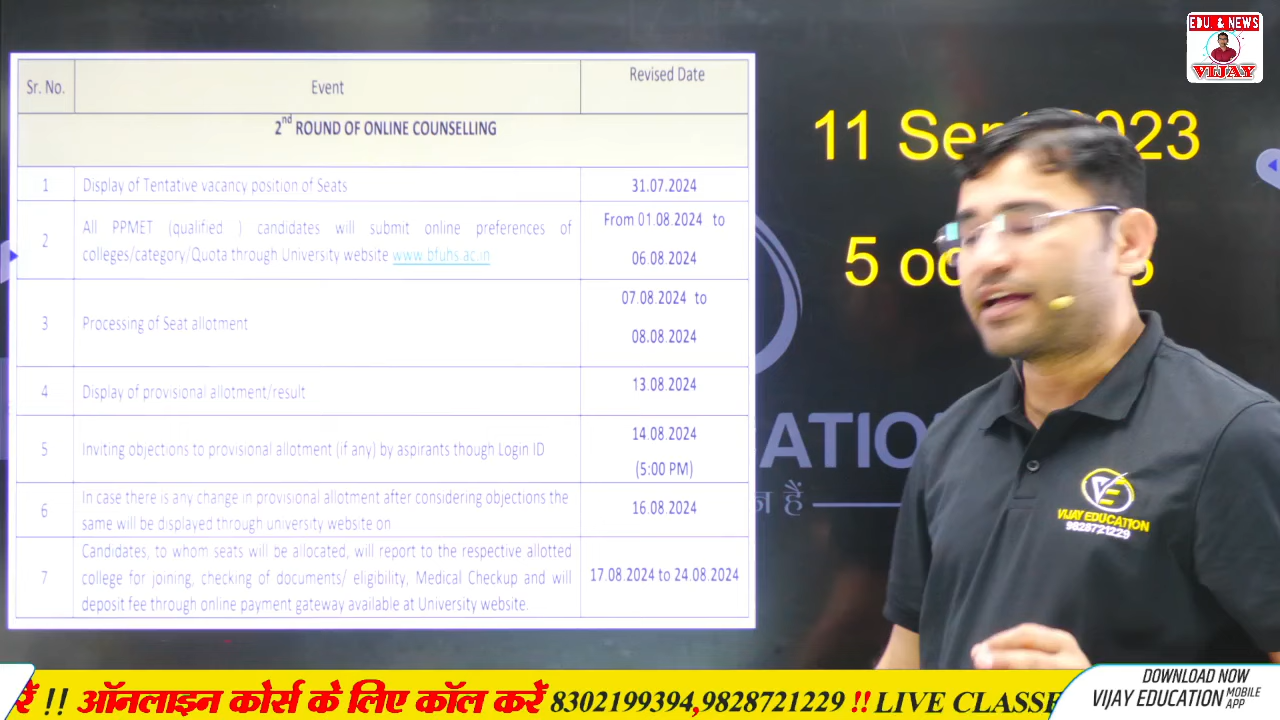 EDU. & NEWS
VIJAY
Sr. No.
Event
Revised Date
2nd ROUND OF ONLINE COUNSELLING
1
Display of Tentative vacancy position of Seats
31.07.2024
2
All PPMET (qualified ) candidates will submit online preferences of
colleges/category/Quota through University website www.bfuhs.ac.in
From 01.08.2024 to
06.08.2024
3
Processing of Seat allotment
07.08.2024 to
08.08.2024
4
Display of provisional allotment/result
13.08.2024
5
Inviting objections to provisional allotment (if any) by aspirants though Login ID
14.08.2024
(5:00 PM)
6
In case there is any change in provisional allotment after considering objections the
same will be displayed through university website on
16.08.2024
7
Candidates, to whom seats will be allocated, will report to the respective allotted
college for joining, checking of documents/ eligibility, Medical Checkup and will
deposit fee through online payment gateway available at University website.
17.08.2024 to 24.08.2024
11
5
हैं
VIJAY EDUCATION
9828721229
!! ऑनलाइन कोर्स के लिए कॉल करें 8302199394,9828721229 !! LIVE
DOWNLOAD NOW
VIJAY EDUCATION MOBILE APP